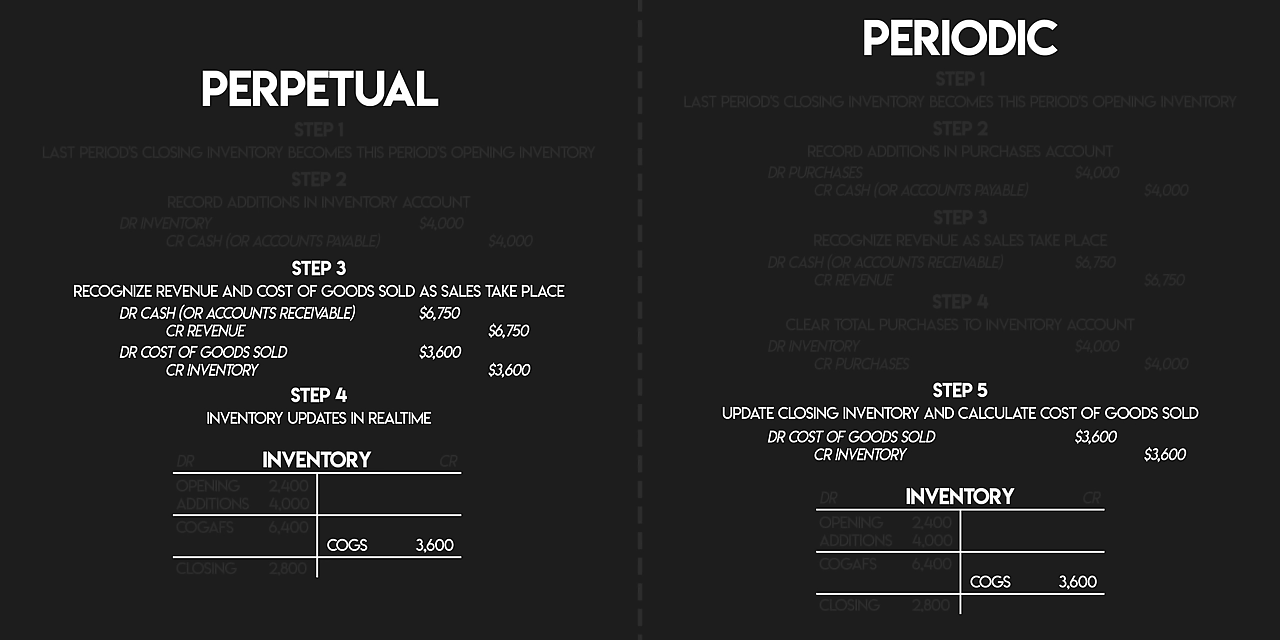 PERPETUAL
STEP 1
LAST PERIOD'S CLOSING INVENTORY BECOMES THIS PERIOD'S OPENING INVENTORY
STEP 2
RECORD ADDITIONS IN INVENTORY ACCOUNT
DR INVENTORY $4,000
CR CASH (OR ACCOUNTS PAYABLE) $4,000
STEP 3
RECOGNIZE REVENUE AND COST OF GOODS SOLD AS SALES TAKE PLACE
DR CASH (OR ACCOUNTS RECEIVABLE) $6,750
CR REVENUE $6,750
DR COST OF GOODS SOLD $3,600
CR INVENTORY $3,600
STEP 4
INVENTORY UPDATES IN REALTIME
DR INVENTORY CR
OPENING 2,400
ADDITIONS 4,000
COGAFS 6,400
COGS 3,600
CLOSING 2,800
PERIODIC
STEP 1
LAST PERIOD'S CLOSING INVENTORY BECOMES THIS PERIOD'S OPENING INVENTORY
STEP 2
RECORD ADDITIONS IN PURCHASES ACCOUNT
DR PURCHASES $4,000
CR CASH (OR ACCOUNTS PAYABLE) $4,000
STEP 3
RECOGNIZE REVENUE AS SALES TAKE PLACE
DR CASH (OR ACCOUNTS RECEIVABLE) $6,750
CR REVENUE $6,750
STEP 4
CLEAR TOTAL PURCHASES TO INVENTORY ACCOUNT
DR INVENTORY $4,000
CR PURCHASES $4,000
STEP 5
UPDATE CLOSING INVENTORY AND CALCULATE COST OF GOODS SOLD
DR COST OF GOODS SOLD $3,600
CR INVENTORY $3,600
DR INVENTORY CR
OPENING 2,400
ADDITIONS 4,000
COGAFS 6,400
COGS 3,600
CLOSING 2,800